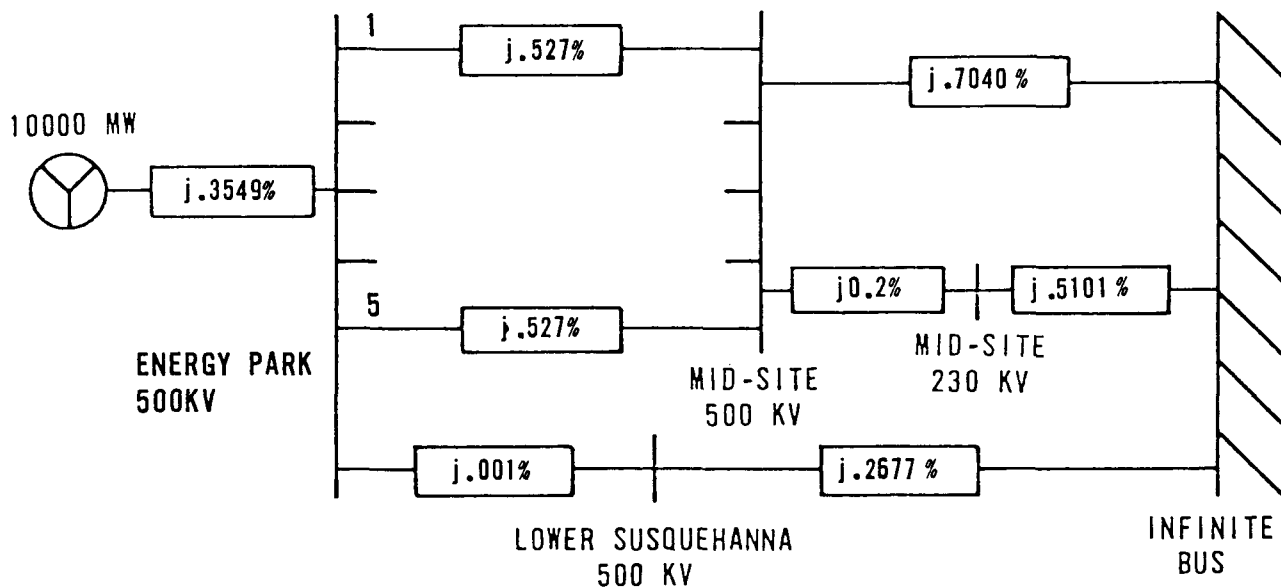 1
j.527%
j.7040 %
10000 MW
j.3549%
5
j.527%
j0.2%
j.5101%
ENERGY PARK
500KV
MID-SITE
500 KV
MID-SITE
230 KV
j.001%
j.2677 %
LOWER SUSQUEHANNA
500 KV
INFINITE
BUS